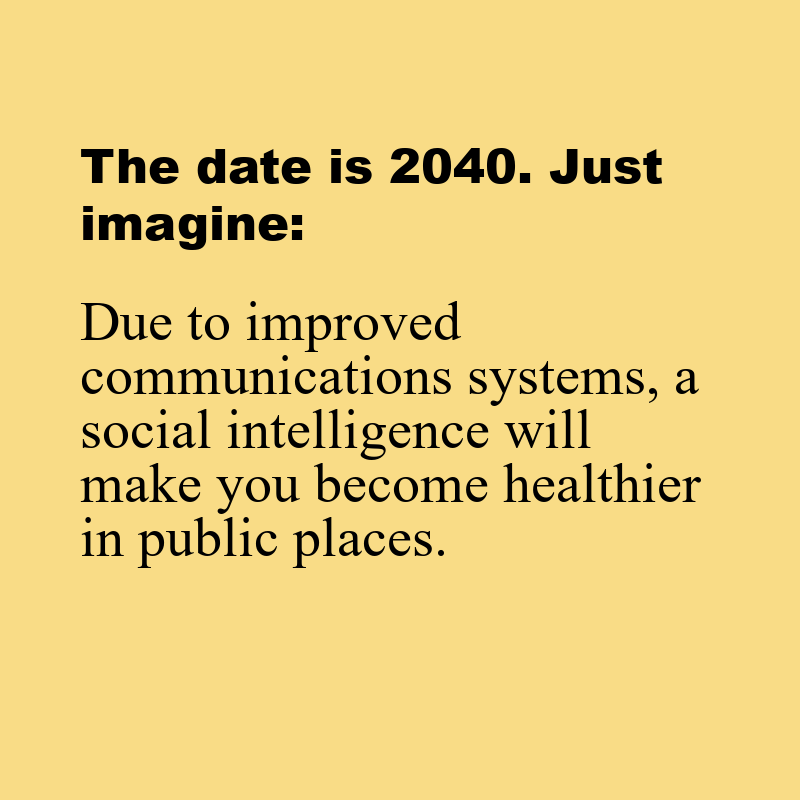 The date is 2040. Just
imagine:
Due to improved
communications systems, a
social intelligence will
make you become healthier
in public places.